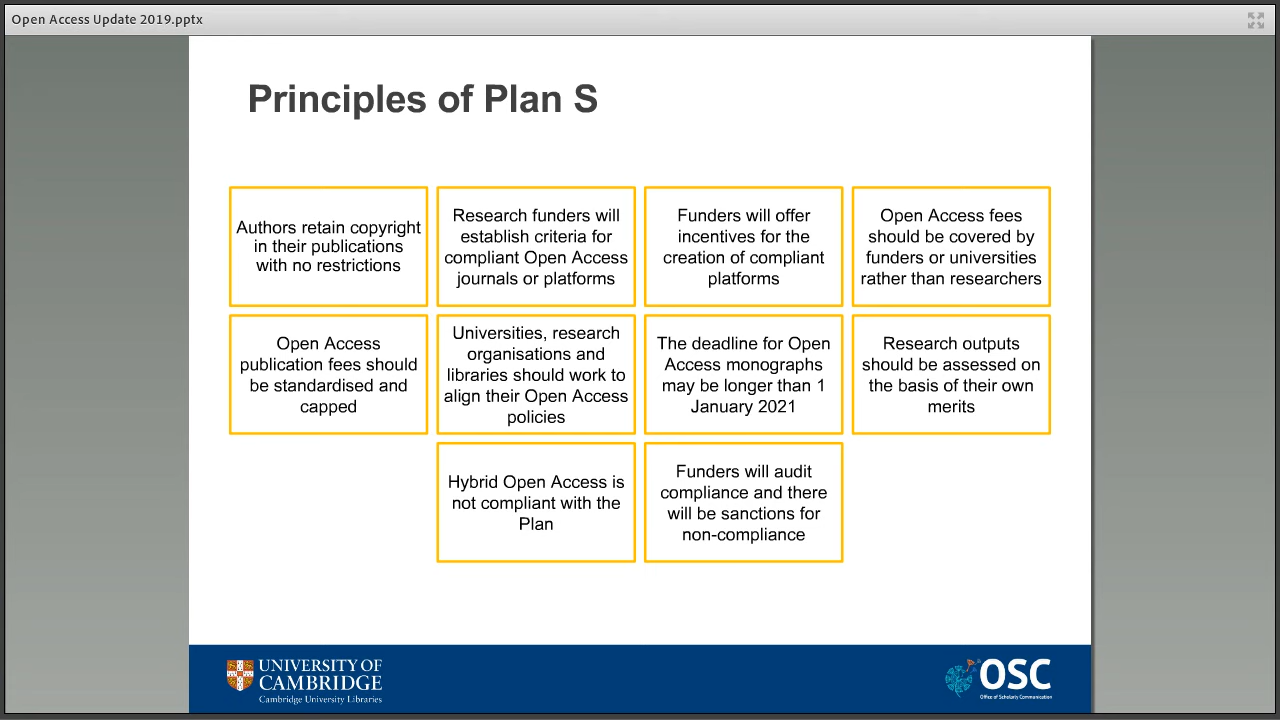 Open Access Update 2019.pptx
Principles of Plan S
Authors retain copyright
in their publications
with no restrictions
Research funders will
establish criteria for
compliant Open Access
journals or platforms
Funders will offer
incentives for the
creation of compliant
platforms
Open Access fees
should be covered by
funders or universities
rather than researchers
Open Access
publication fees should
be standardised and
capped
Universities, research
organisations and
libraries should work to
align their Open Access
policies
The deadline for Open
Access monographs
may be longer than 1
January 2021
Research outputs
should be assessed on
the basis of their own
merits
Hybrid Open Access is
not compliant with the
Plan
Funders will audit
compliance and there
will be sanctions for
non-compliance
UNIVERSITY OF
CAMBRIDGE
Cambridge University Libraries
OSC
Office of Scholarly Communication